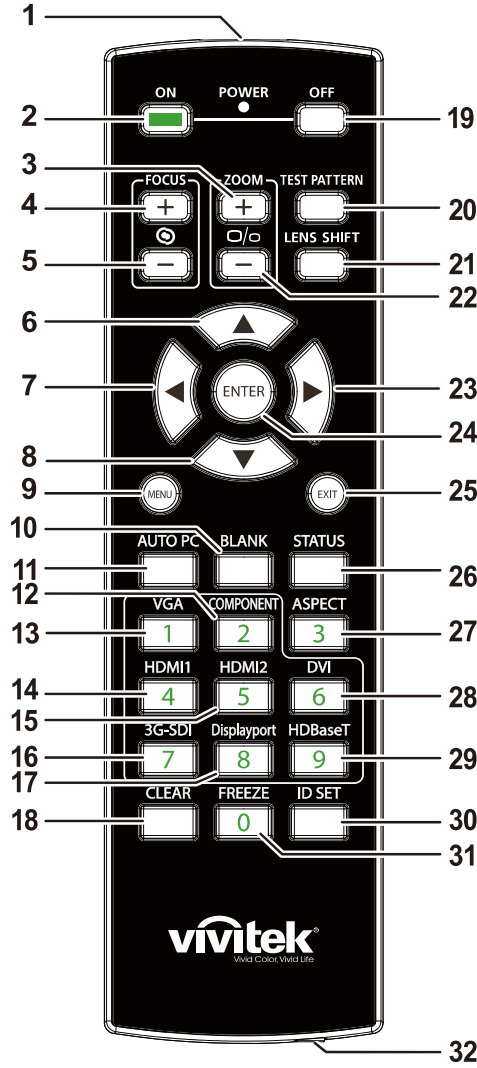 1
ON POWER OFF
2 19
3 FOCUS ZOOM TEST PATTERN
4 + + 20
LENS SHIFT
5 − − 21
22
6
7 ENTER 23
24
8
9 MENU EXIT 25
10 AUTO PC BLANK STATUS
11 26
12 VGA COMPONENT ASPECT
13 1 2 3 27
HDMI1 HDMI2 DVI
14 4 5 6 28
15
3G-SDI Displayport HDBaseT
16 7 8 9 29
17
CLEAR FREEZE ID SET
18 0 30
31
vivitek®
Vivid Color, Vivid Life
32